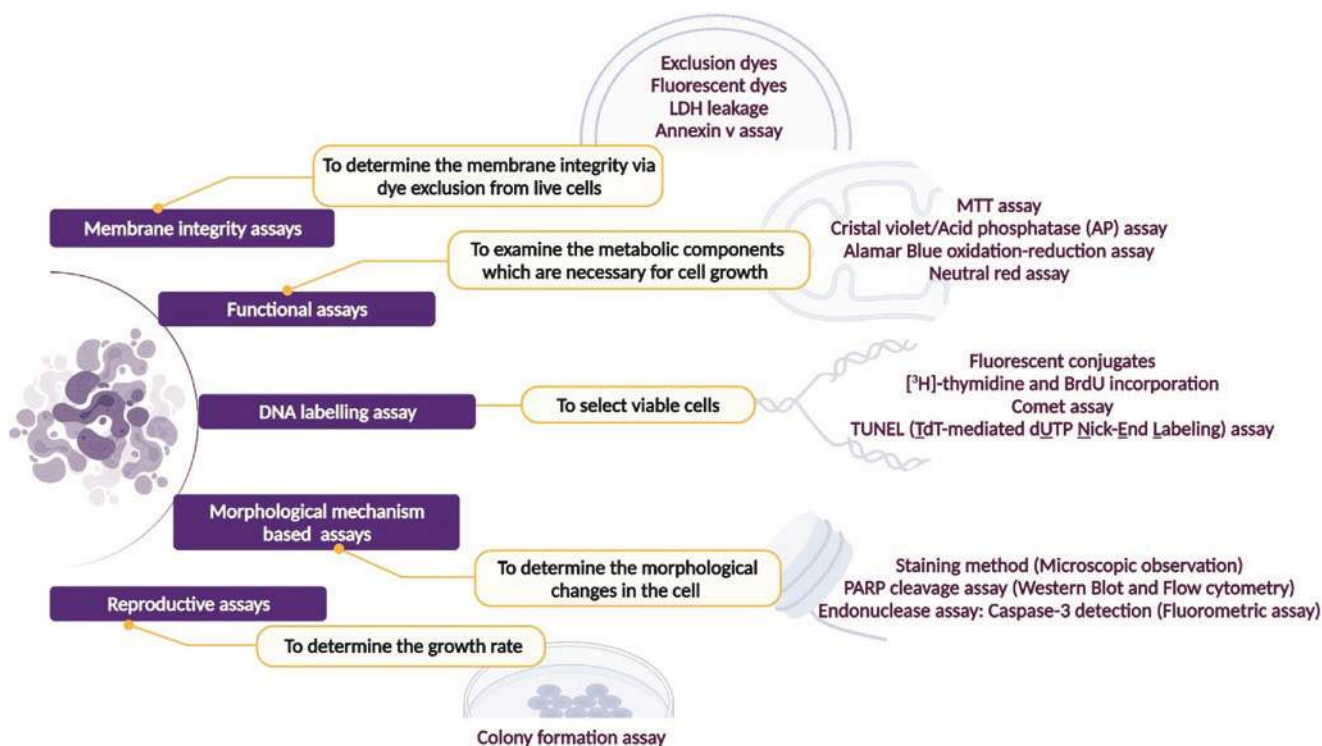 Exclusion dyes
Fluorescent dyes
LDH leakage
Annexin v assay
To determine the membrane integrity via
dye exclusion from live cells
Membrane integrity assays
MTT assay
Cristal violet/Acid phosphatase (AP) assay
Alamar Blue oxidation-reduction assay
Neutral red assay
To examine the metabolic components
which are necessary for cell growth
Functional assays
Fluorescent conjugates
[³H]-thymidine and BrdU incorporation
Comet assay
TUNEL (TdT-mediated dUTP Nick-End Labeling) assay
To select viable cells
DNA labelling assay
Morphological mechanism
based assays
To determine the morphological
changes in the cell
Staining method (Microscopic observation)
PARP cleavage assay (Western Blot and Flow cytometry)
Endonuclease assay: Caspase-3 detection (Fluorometric assay)
Reproductive assays
To determine the growth rate
Colony formation assay